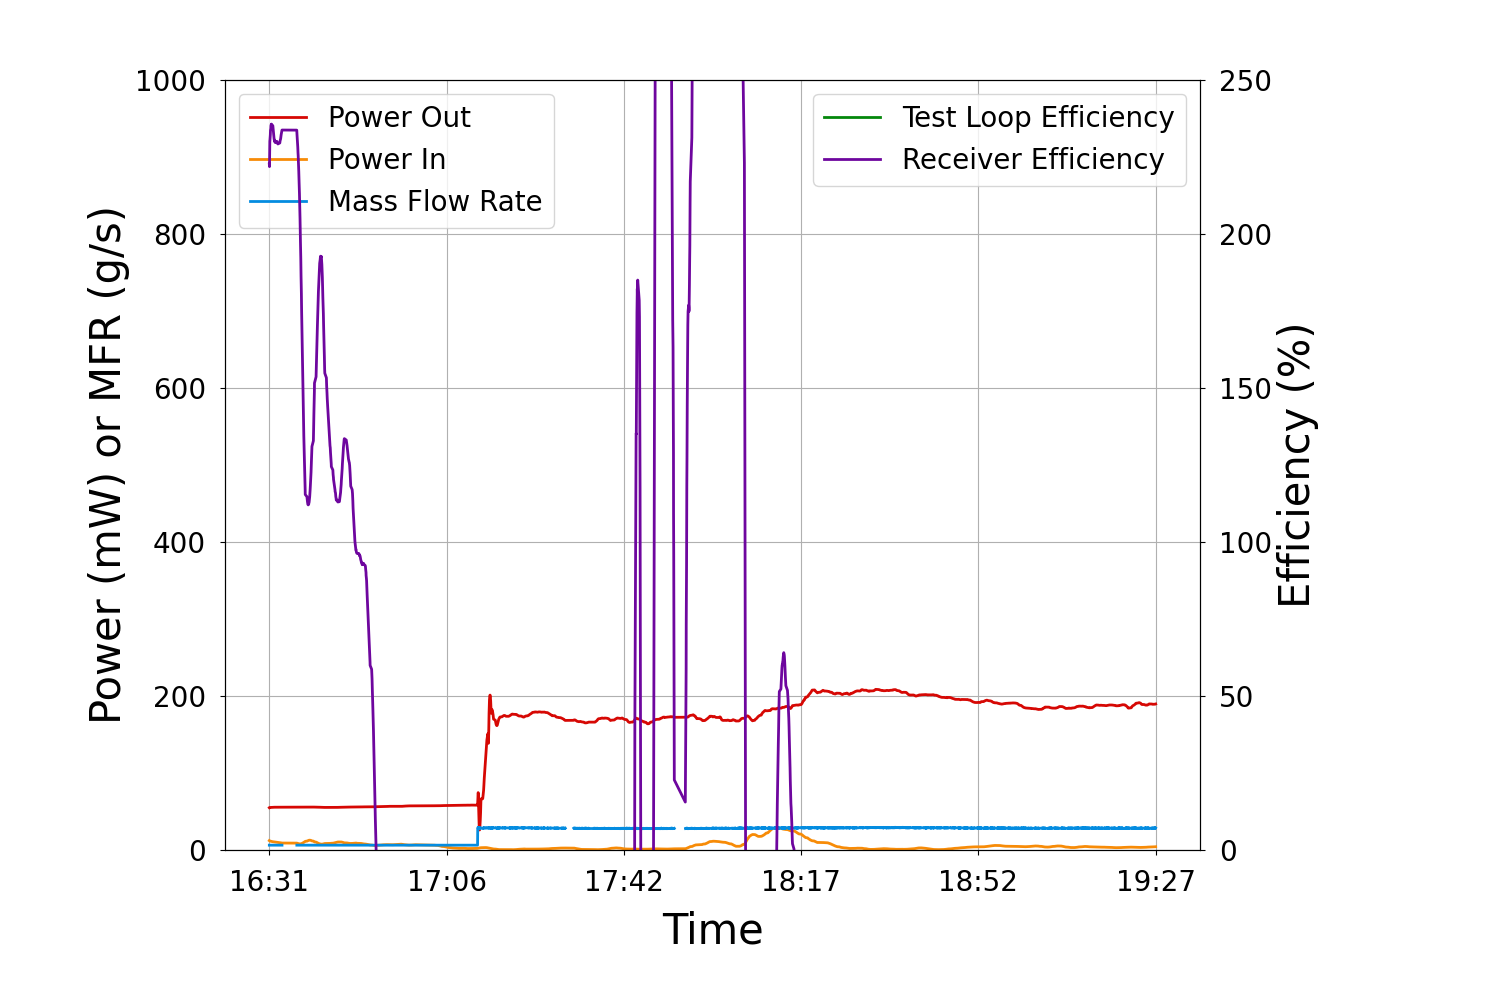 Power Out
Power In
Mass Flow Rate
Test Loop Efficiency
Receiver Efficiency
Power (mW) or MFR (g/s)
1000
800
600
400
200
0
250
200
150
100
50
0
Efficiency (%)
16:31 17:06 17:42 18:17 18:52 19:27
Time